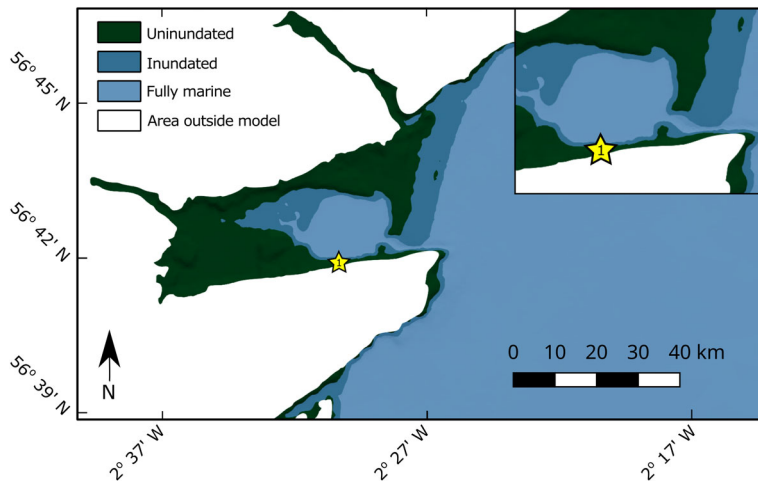 Uninundated
Inundated
Fully marine
Area outside model
56° 45' N
56° 42' N
56° 39' N
1
1
N
0 10 20 30 40 km
2° 37' W
2° 27' W
2° 17' W